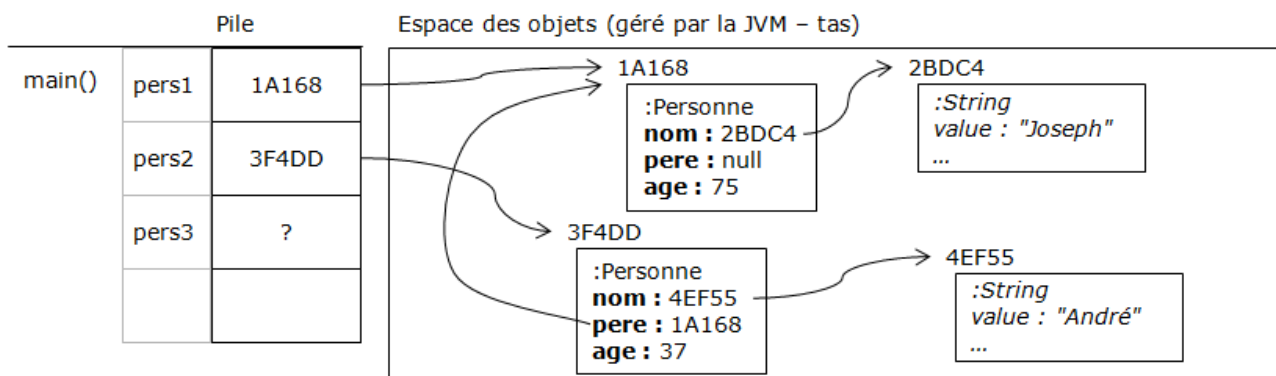 Pile
Espace des objets (géré par la JVM – tas)
main()
pers1
1A168
pers2
3F4DD
pers3
?
1A168
:Personne
nom : 2BDC4
pere : null
age : 75
2BDC4
:String
value : "Joseph"
...
3F4DD
:Personne
nom : 4EF55
pere : 1A168
age : 37
4EF55
:String
value : "André"
...